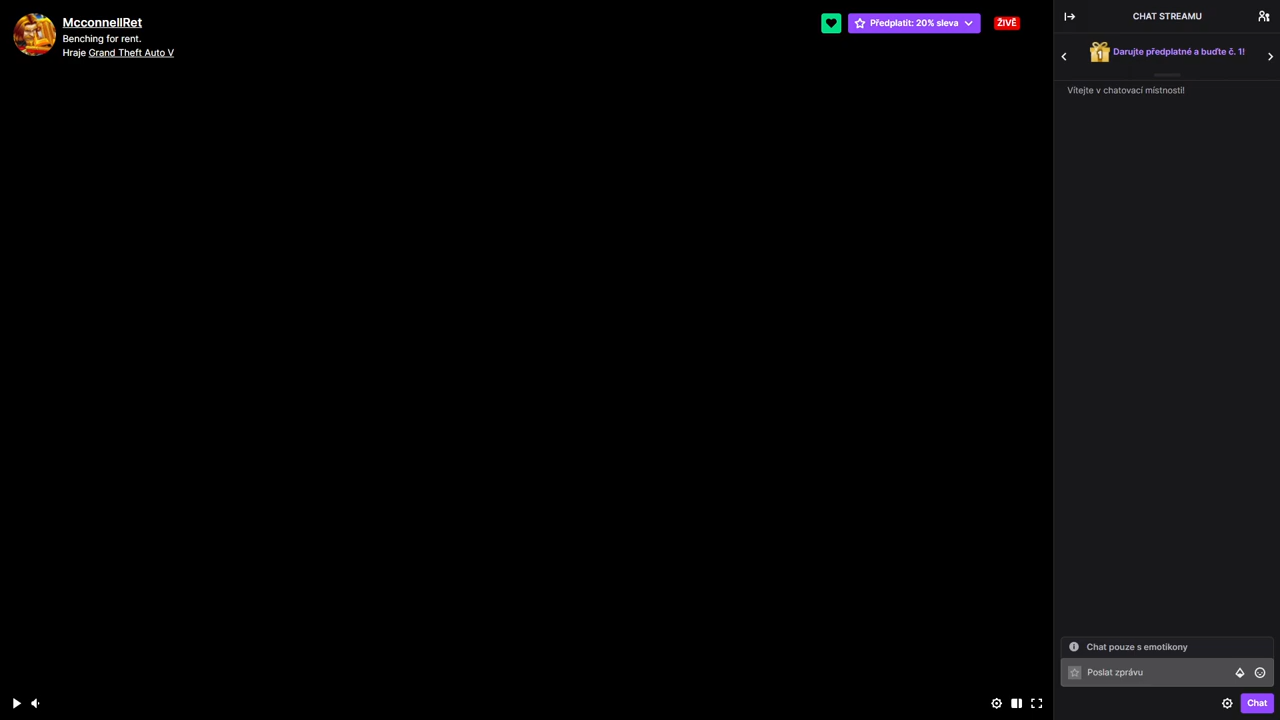 McconnellRet
Benching for rent.
Hraje Grand Theft Auto V
Předplatit: 20% sleva
ŽIVĚ
CHAT STREAMU
1
Darujte předplatné a buďte č. 1!
Vítejte v chatovací místnosti!
Chat pouze s emotikony
Poslat zprávu
Chat